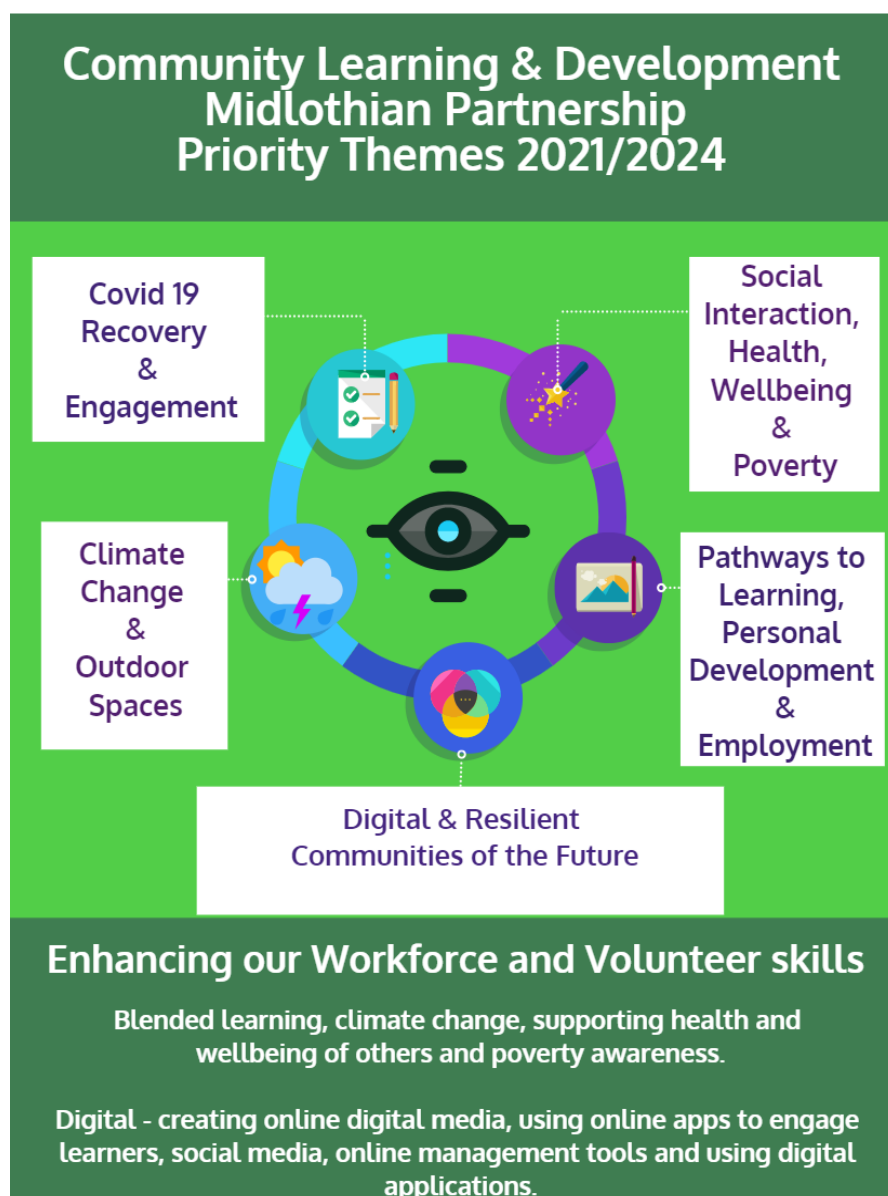 Community Learning & Development
Midlothian Partnership
Priority Themes 2021/2024
Covid 19
Recovery
&
Engagement
Social
Interaction,
Health,
Wellbeing
&
Poverty
Climate
Change
&
Outdoor
Spaces
Pathways to
Learning,
Personal
Development
&
Employment
Digital & Resilient
Communities of the Future
Enhancing our Workforce and Volunteer skills
Blended learning, climate change, supporting health and
wellbeing of others and poverty awareness.
Digital - creating online digital media, using online apps to engage
learners, social media, online management tools and using digital
applications.